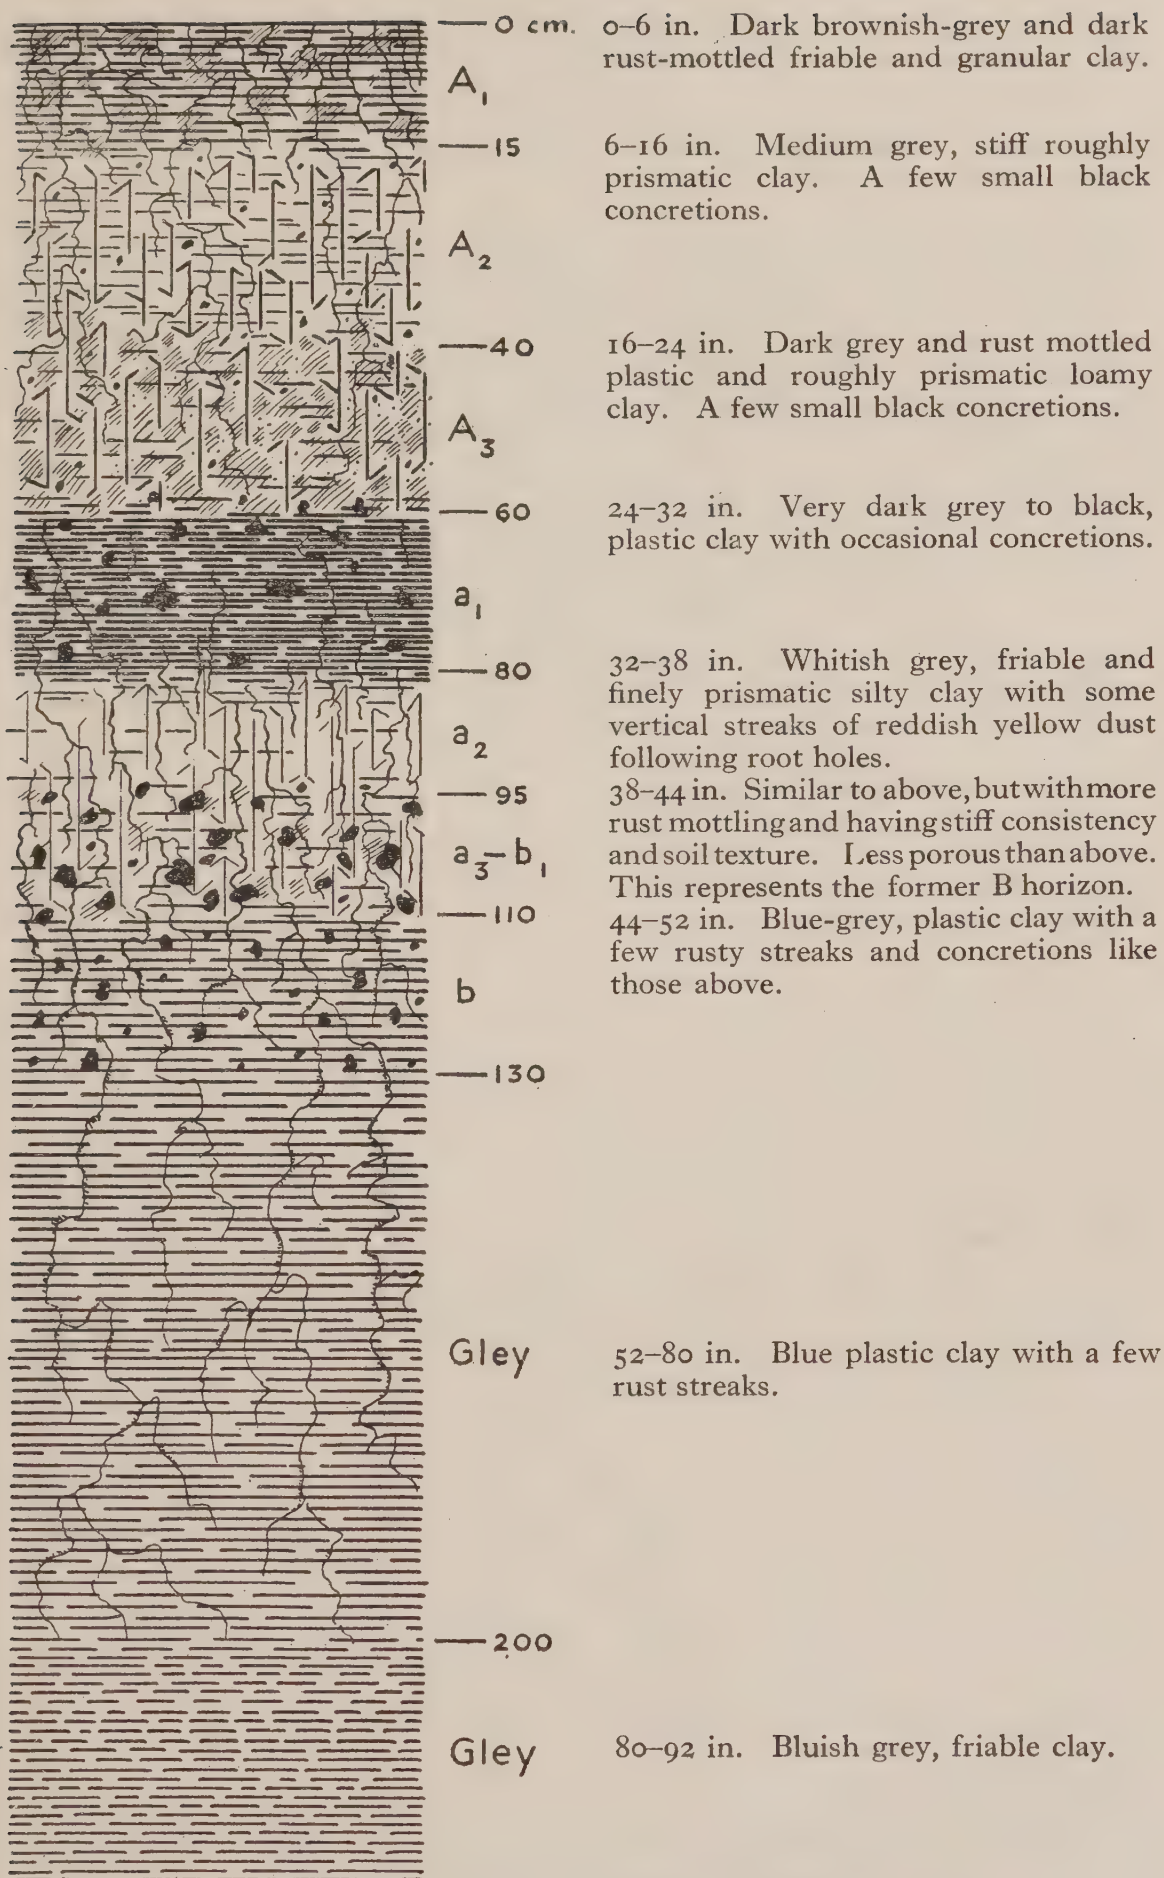 0 cm.
0–6 in. Dark brownish-grey and dark
rust-mottled friable and granular clay.
A₁
15
6–16 in. Medium grey, stiff roughly
prismatic clay. A few small black
concretions.
A₂
40
16–24 in. Dark grey and rust mottled
plastic and roughly prismatic loamy
clay. A few small black concretions.
A₃
60
24–32 in. Very dark grey to black,
plastic clay with occasional concretions.
a₁
80
32–38 in. Whitish grey, friable and
finely prismatic silty clay with some
vertical streaks of reddish yellow dust
following root holes.
a₂
95
38–44 in. Similar to above, but with more
rust mottling and having stiff consistency
and soil texture. Less porous than above.
This represents the former B horizon.
a₃–b₁
110
44–52 in. Blue-grey, plastic clay with a
few rusty streaks and concretions like
those above.
b
130
Gley
52–80 in. Blue plastic clay with a few
rust streaks.
200
Gley
80–92 in. Bluish grey, friable clay.